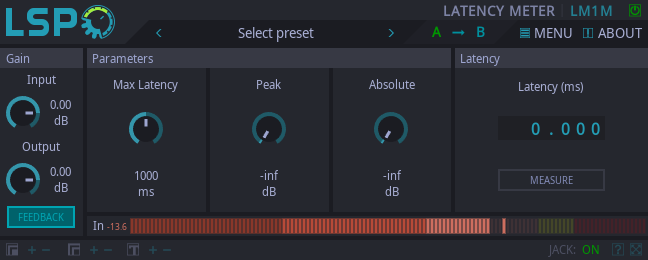 LSP
LATENCY METER LM1M
Select preset
A B
MENU ABOUT
Gain
Input
0.00
dB
Output
0.00
dB
FEEDBACK
Parameters
Max Latency
1000
ms
Peak
-inf
dB
Absolute
-inf
dB
Latency
Latency (ms)
0.000
MEASURE
In -13.6
JACK: ON